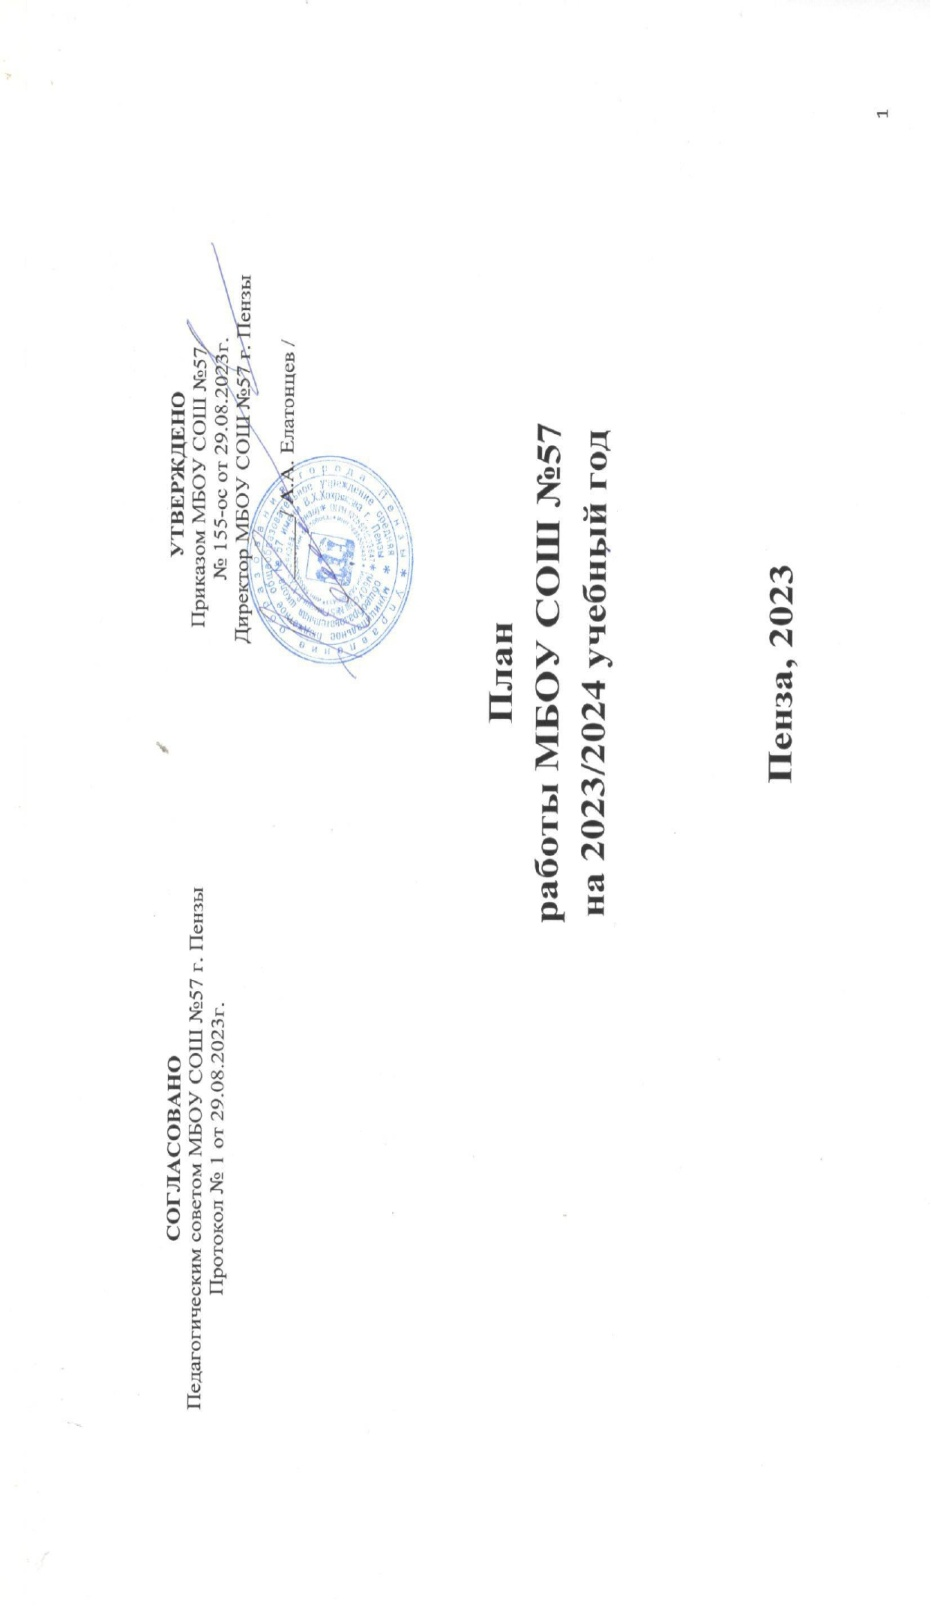 СОГЛАСОВАНО
Педагогическим советом МБОУ СОШ №57 г. Пензы
Протокол № 1 от 29.08.2023г.
УТВЕРЖДЕНО
Приказом МБОУ СОШ №57
№ 155-ос от 29.08.2023г.
Директор МБОУ СОШ №57 г. Пензы
/ А.А. Елатонцев /
План
работы МБОУ СОШ №57
на 2023/2024 учебный год
Пенза, 2023
1